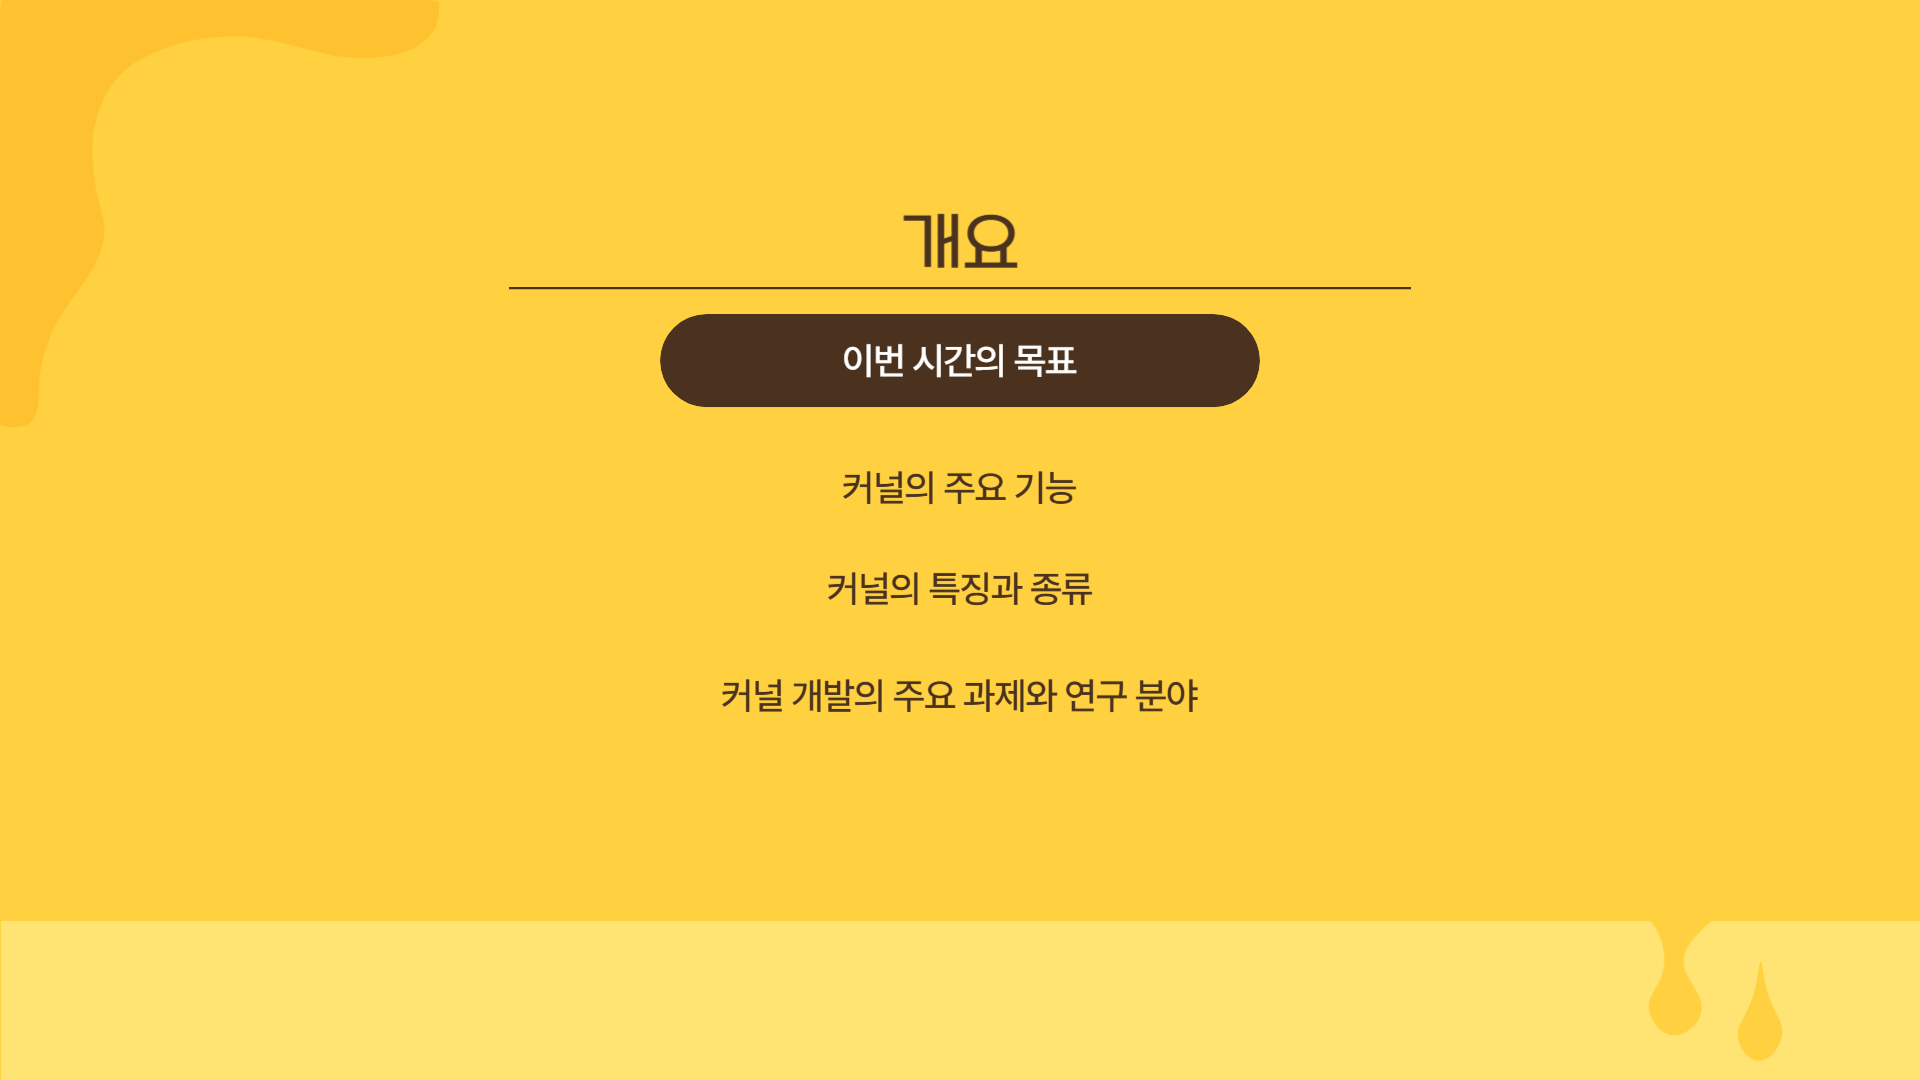 개요
이번 시간의 목표
커널의 주요 기능
커널의 특징과 종류
커널 개발의 주요 과제와 연구 분야